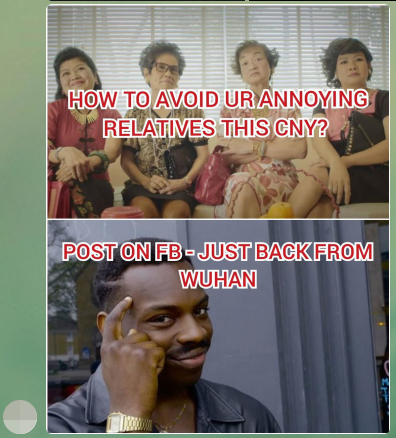 HOW TO AVOID UR ANNOYING
RELATIVES THIS CNY?
POST ON FB - JUST BACK FROM
WUHAN